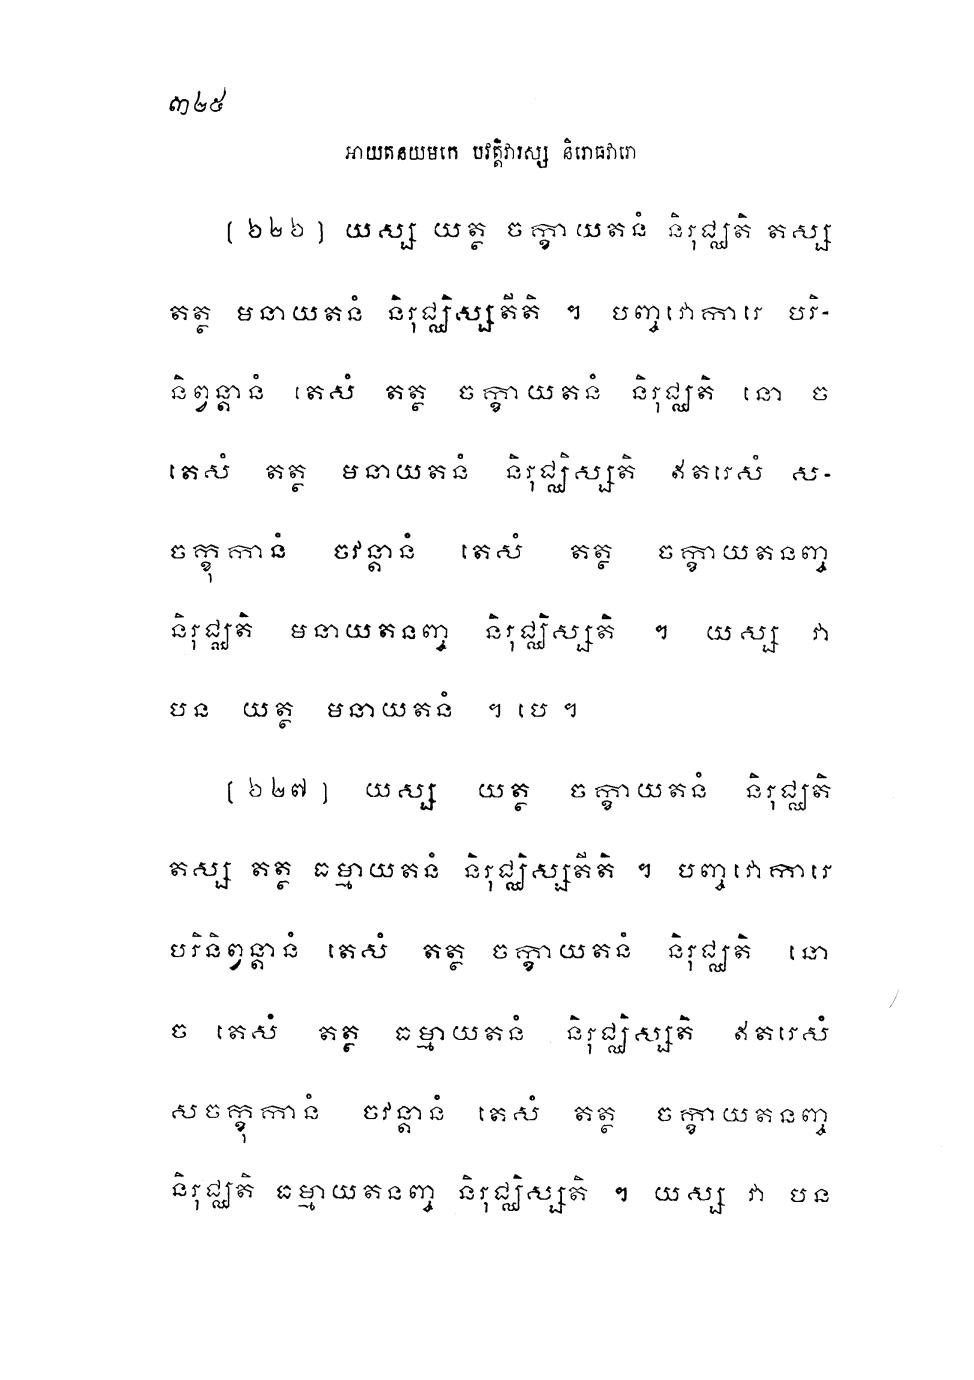 ៣២៥
អាយតនយមកេ បវត្តិវារស្ស និរោធវារោ
[ ៦២៦ ] យស្ស យត្ថ ចក្ខាយតនំ និរុជ្ឈតិ តស្ស
តត្ថ មនាយតនំ និរុជ្ឈិស្សតីតិ ។ បញ្ចវោការេ បរិ-
និព្វន្តានំ តេសំ តត្ថ ចក្ខាយតនំ និរុជ្ឈតិ នោ ច
តេសំ តត្ថ មនាយតនំ និរុជ្ឈិស្សតិ ឥតរេសំ ស-
ចក្ខុកានំ ចវន្តានំ តេសំ តត្ថ ចក្ខាយតនញ្ច
និរុជ្ឈតិ មនាយតនញ្ច និរុជ្ឈិស្សតិ ។ យស្ស វា
បន យត្ថ មនាយតនំ ។ បេ ។
[ ៦២៧ ] យស្ស យត្ថ ចក្ខាយតនំ និរុជ្ឈតិ
តស្ស តត្ថ ធម្មាយតនំ និរុជ្ឈិស្សតីតិ ។ បញ្ចវោការេ
បរិនិព្វន្តានំ តេសំ តត្ថ ចក្ខាយតនំ និរុជ្ឈតិ នោ
ច តេសំ តត្ថ ធម្មាយតនំ និរុជ្ឈិស្សតិ ឥតរេសំ
សចក្ខុកានំ ចវន្តានំ តេសំ តត្ថ ចក្ខាយតនញ្ច
និរុជ្ឈតិ ធម្មាយតនញ្ច និរុជ្ឈិស្សតិ ។ យស្ស វា បន